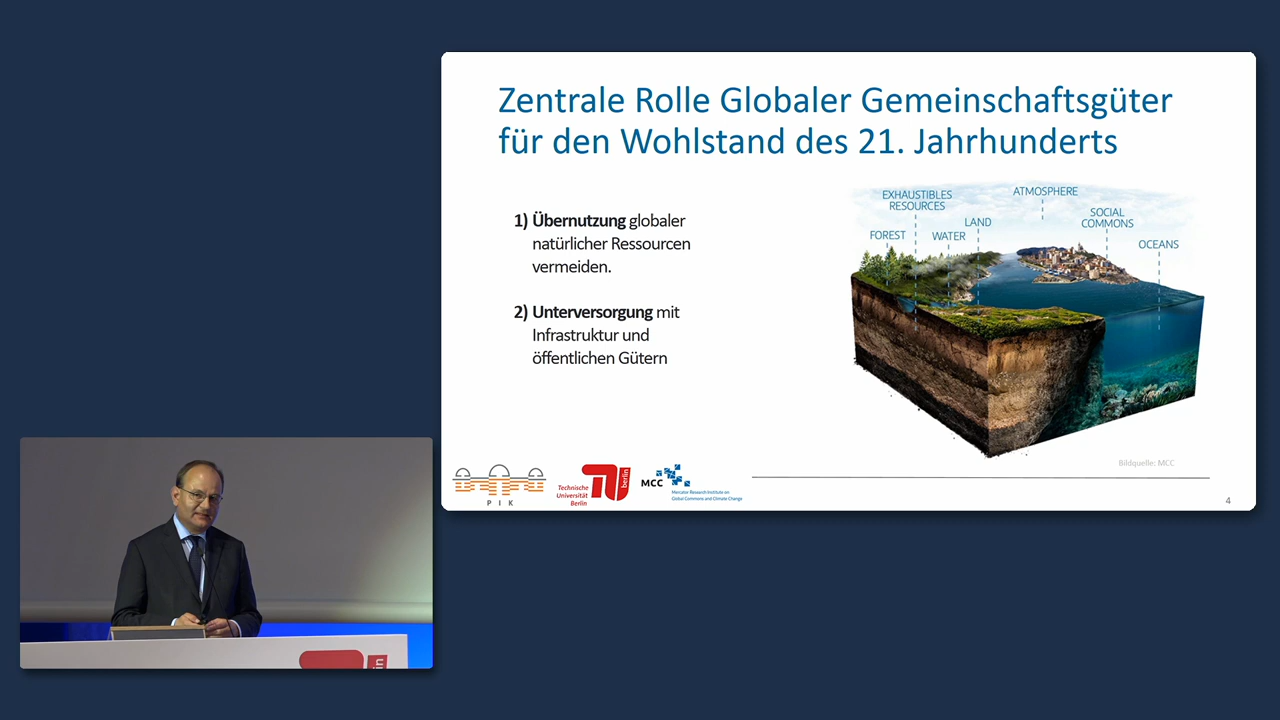 Zentrale Rolle Globaler Gemeinschaftsgüter
für den Wohlstand des 21. Jahrhunderts
1) Übernutzung globaler
natürlicher Ressourcen
vermeiden.
2) Unterversorgung mit
Infrastruktur und
öffentlichen Gütern
EXHAUSTIBLES
RESOURCES
ATMOSPHERE
FOREST
WATER
LAND
SOCIAL
COMMONS
OCEANS
Bildquelle: MCC
PIK
Technische
Universität
Berlin
berlin
MCC
Mercator Research Institute on
Global Commons and Climate Change
4
lin